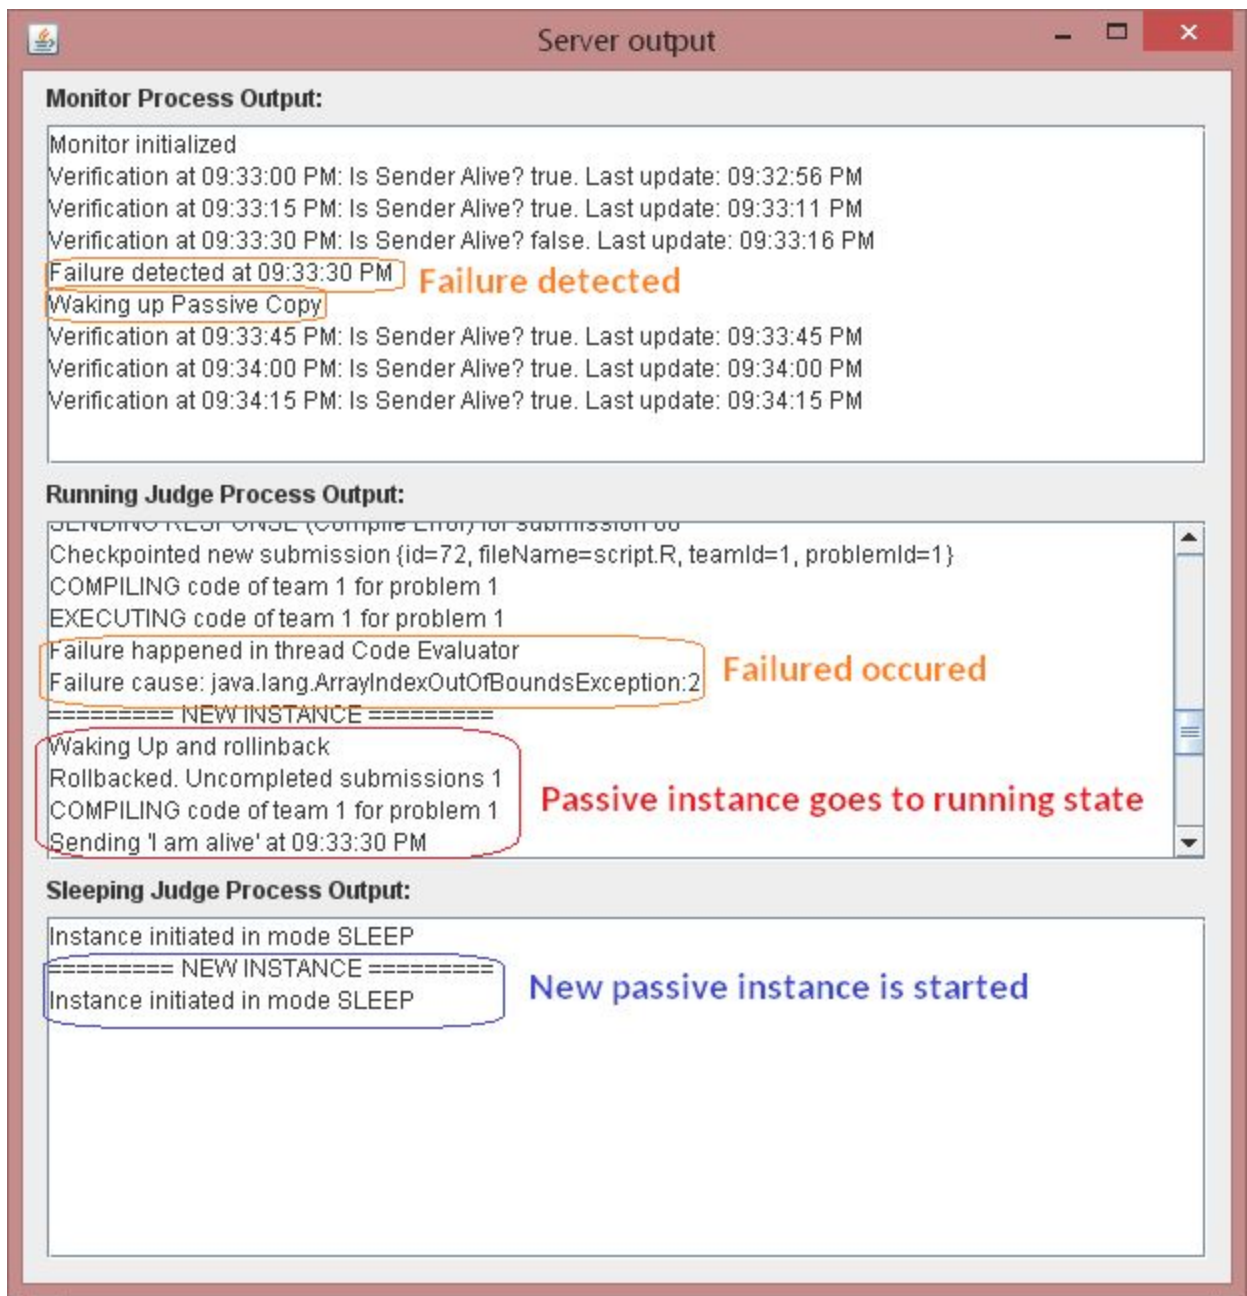 Server output
Monitor Process Output:
Monitor initialized
Verification at 09:33:00 PM: Is Sender Alive? true. Last update: 09:32:56 PM
Verification at 09:33:15 PM: Is Sender Alive? true. Last update: 09:33:11 PM
Verification at 09:33:30 PM: Is Sender Alive? false. Last update: 09:33:16 PM
Failure detected at 09:33:30 PM
Failure detected
Waking up Passive Copy
Verification at 09:33:45 PM: Is Sender Alive? true. Last update: 09:33:45 PM
Verification at 09:34:00 PM: Is Sender Alive? true. Last update: 09:34:00 PM
Verification at 09:34:15 PM: Is Sender Alive? true. Last update: 09:34:15 PM
Running Judge Process Output:
SENDING RESPONSE (Compile Error) for submission
Checkpointed new submission {id=72, fileName=script.R, teamId=1, problemId=1}
COMPILING code of team 1 for problem 1
EXECUTING code of team 1 for problem 1
Failure happened in thread Code Evaluator
Failure cause: java.lang.ArrayIndexOutOfBoundsException:2
Failured occured
========= NEW INSTANCE =========
Waking Up and rollinback
Rollbacked. Uncompleted submissions 1
COMPILING code of team 1 for problem 1
Sending 'I am alive' at 09:33:30 PM
Passive instance goes to running state
Sleeping Judge Process Output:
Instance initiated in mode SLEEP
========= NEW INSTANCE =========
Instance initiated in mode SLEEP
New passive instance is started